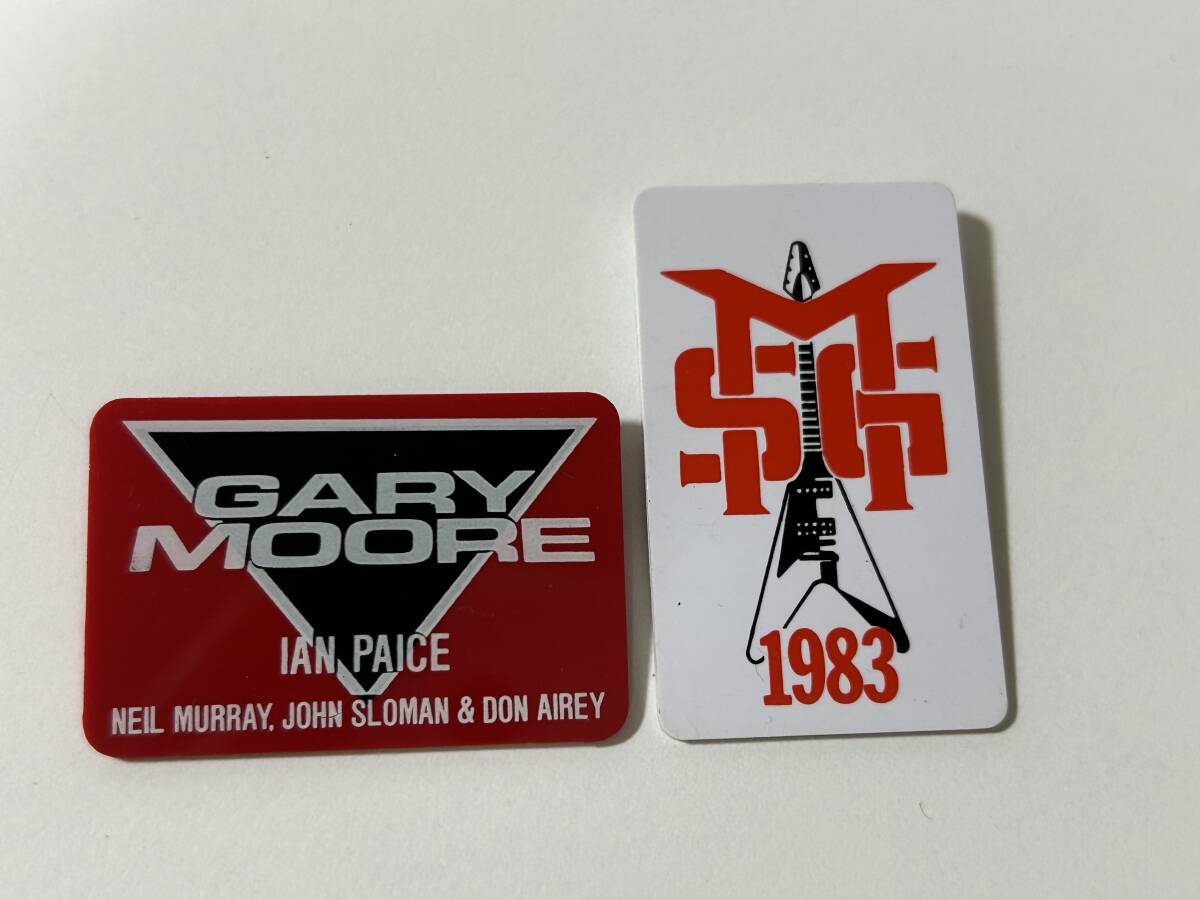 GARY
MOORE
IAN PAICE
NEIL MURRAY, JOHN SLOMAN & DON AIREY
MSG
1983